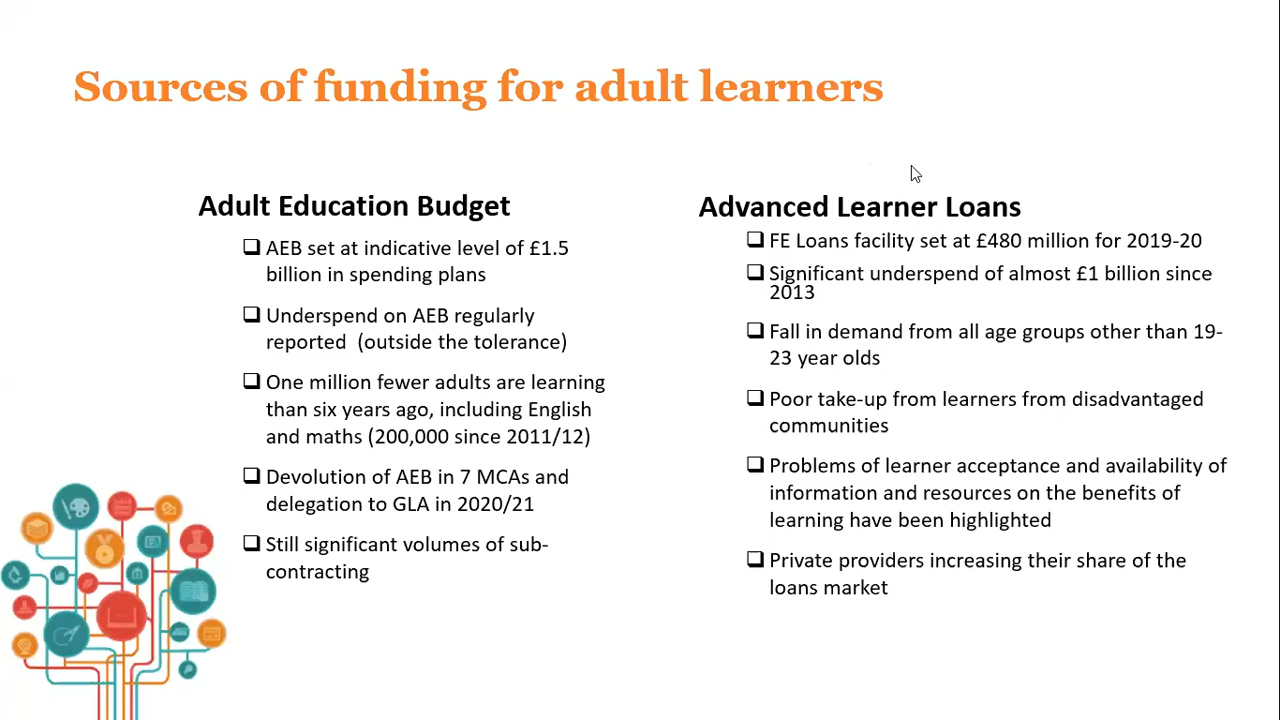 Sources of funding for adult learners
Adult Education Budget
❑ AEB set at indicative level of £1.5
billion in spending plans
❑ Underspend on AEB regularly
reported  (outside the tolerance)
❑ One million fewer adults are learning
than six years ago, including English
and maths (200,000 since 2011/12)
❑ Devolution of AEB in 7 MCAs and
delegation to GLA in 2020/21
❑ Still significant volumes of sub-
contracting
Advanced Learner Loans
❑ FE Loans facility set at £480 million for 2019-20
❑ Significant underspend of almost £1 billion since
2013
❑ Fall in demand from all age groups other than 19-
23 year olds
❑ Poor take-up from learners from disadvantaged
communities
❑ Problems of learner acceptance and availability of
information and resources on the benefits of
learning have been highlighted
❑ Private providers increasing their share of the
loans market